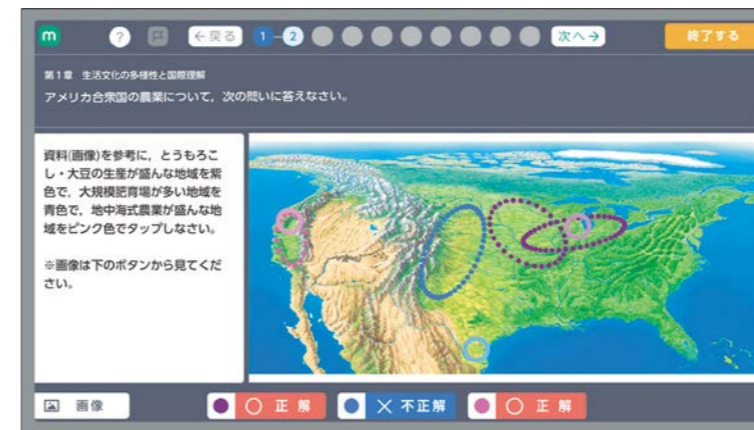 m ? ←戻る 1 2 次へ→ 終了する
第1章 生活文化の多様性と国際理解
アメリカ合衆国の農業について，次の問いに答えなさい。
資料(画像)を参考に，とうもろこ
し・大豆の生産が盛んな地域を紫
色で，大規模肥育場が多い地域を
青色で，地中海式農業が盛んな地
域をピンク色でタップしなさい。
※画像は下のボタンから見てくだ
さい。
画像 正解 不正解 正解